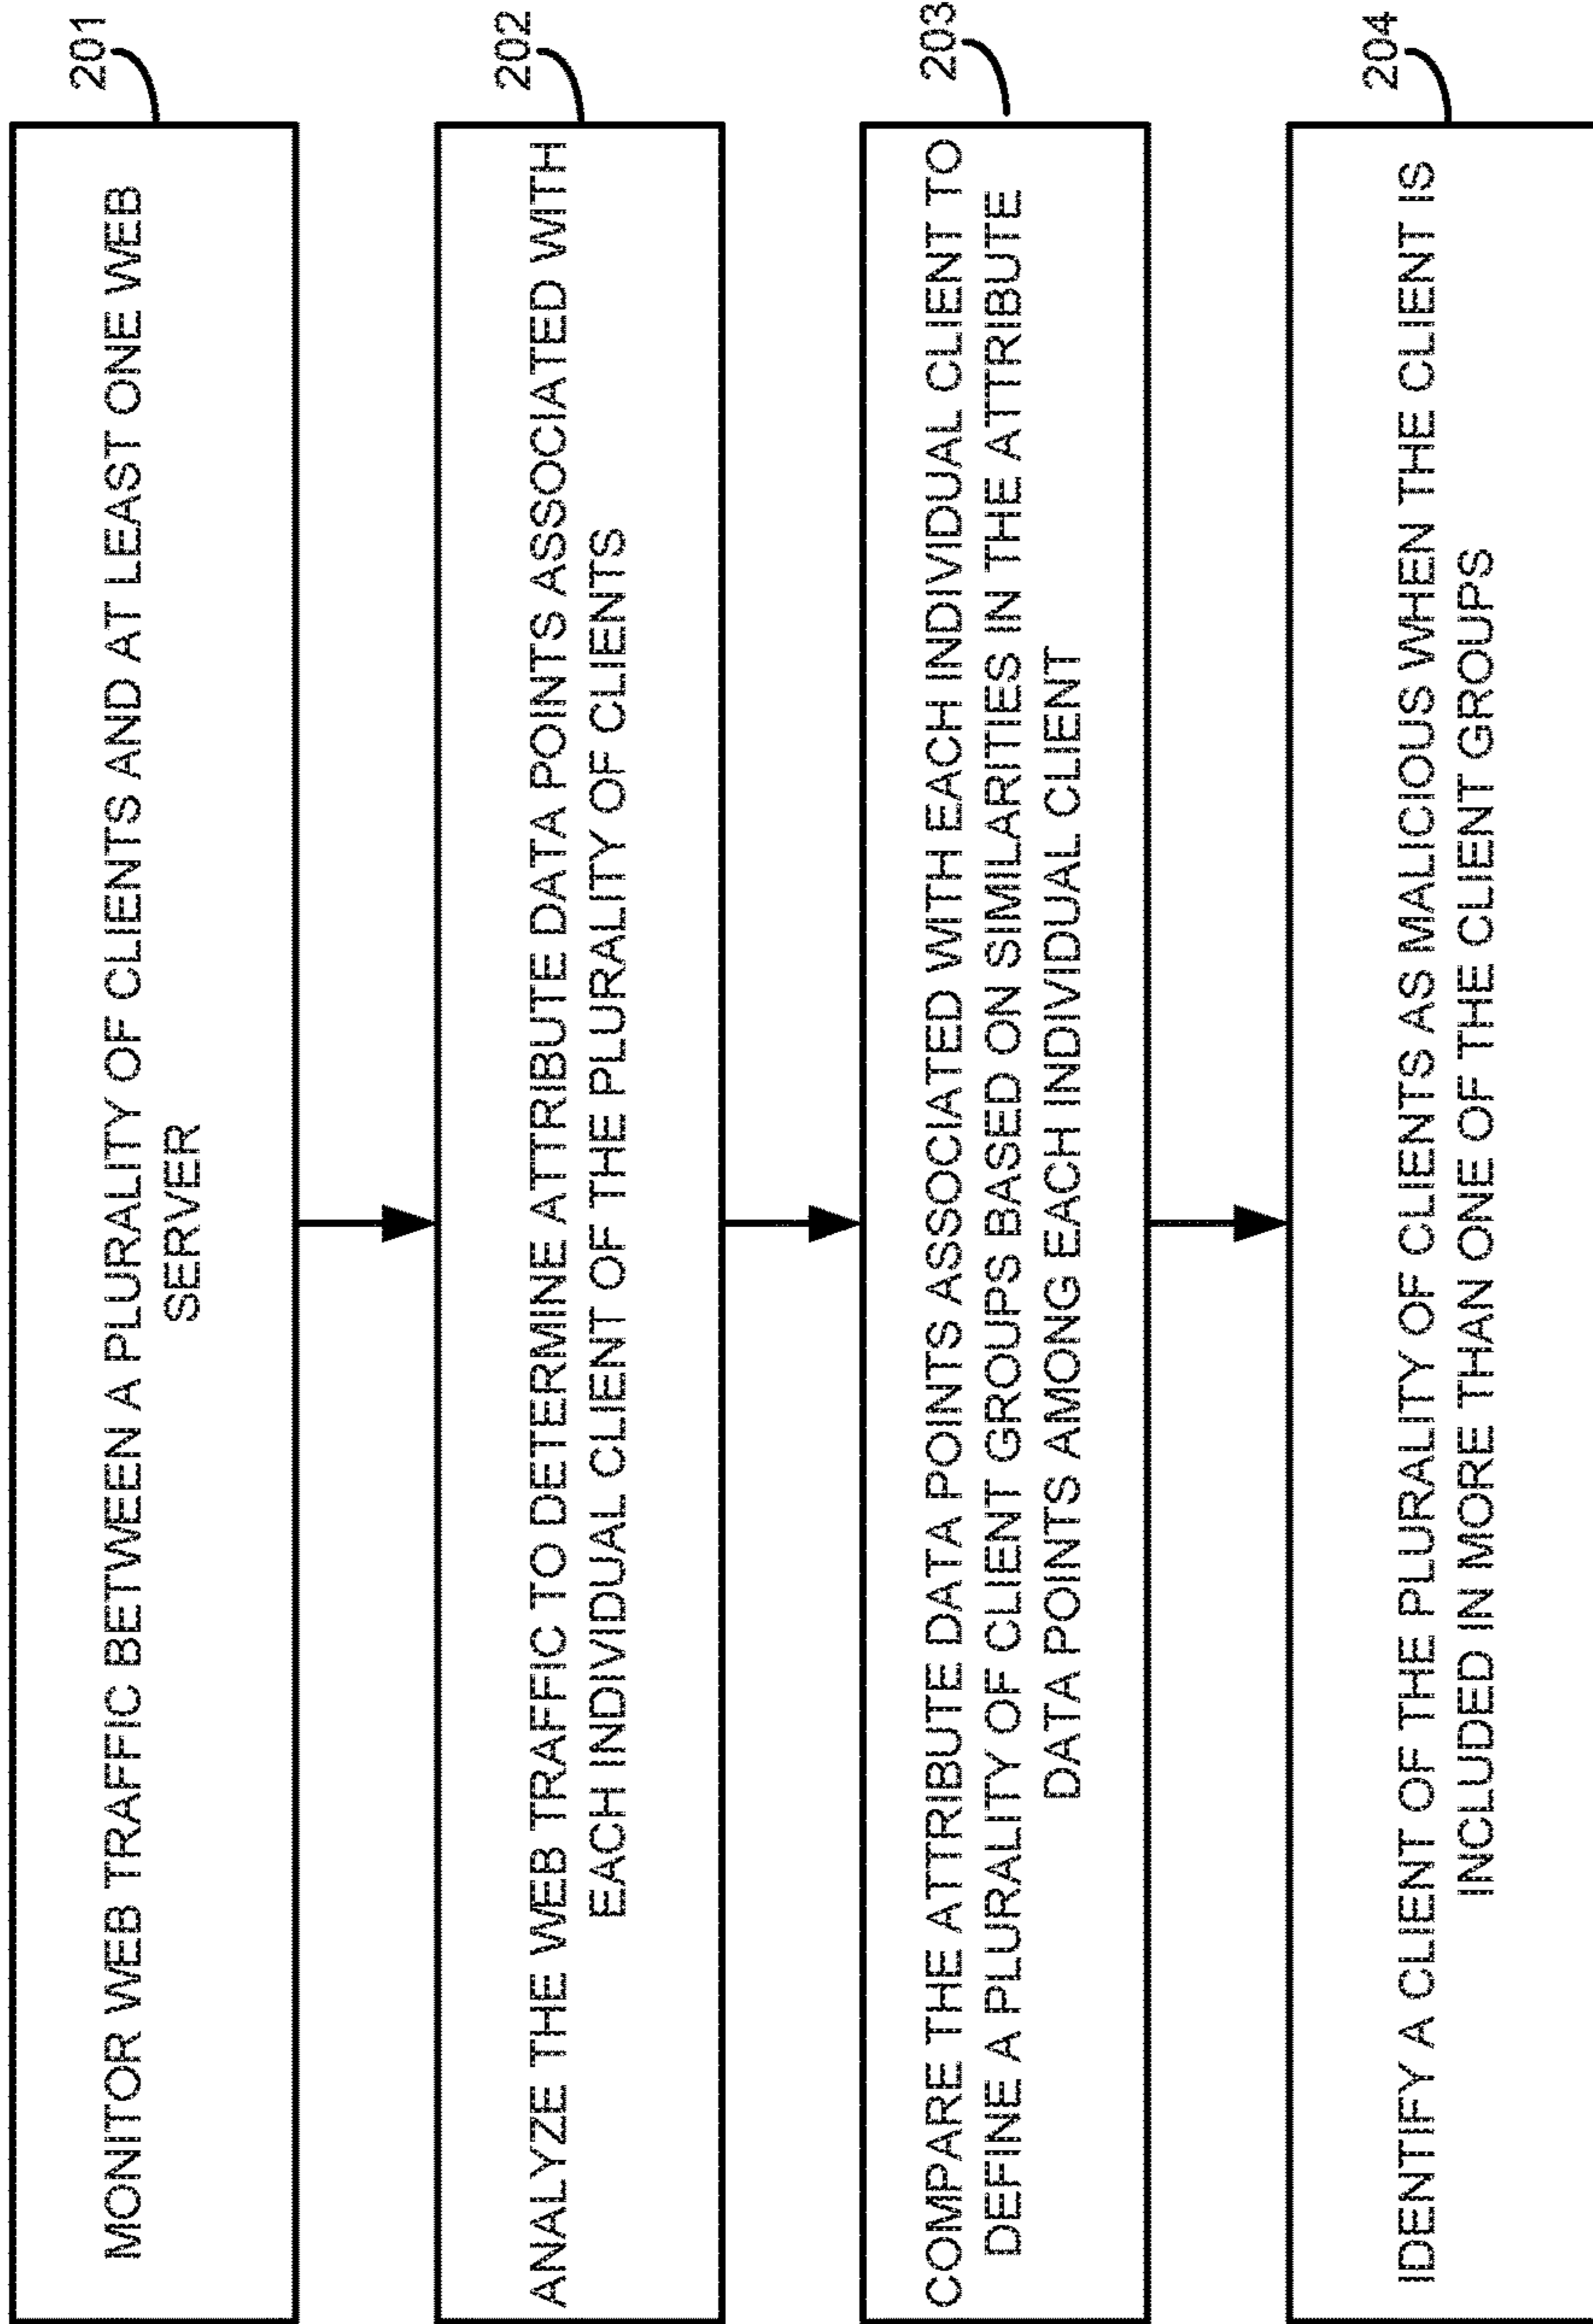 201
MONITOR WEB TRAFFIC BETWEEN A PLURALITY OF CLIENTS AND AT LEAST ONE WEB
SERVER
202
ANALYZE THE WEB TRAFFIC TO DETERMINE ATTRIBUTE DATA POINTS ASSOCIATED WITH
EACH INDIVIDUAL CLIENT OF THE PLURALITY OF CLIENTS
203
COMPARE THE ATTRIBUTE DATA POINTS ASSOCIATED WITH EACH INDIVIDUAL CLIENT TO
DEFINE A PLURALITY OF CLIENT GROUPS BASED ON SIMILARITIES IN THE ATTRIBUTE
DATA POINTS AMONG EACH INDIVIDUAL CLIENT
204
IDENTIFY A CLIENT OF THE PLURALITY OF CLIENTS AS MALICIOUS WHEN THE CLIENT IS
INCLUDED IN MORE THAN ONE OF THE CLIENT GROUPS